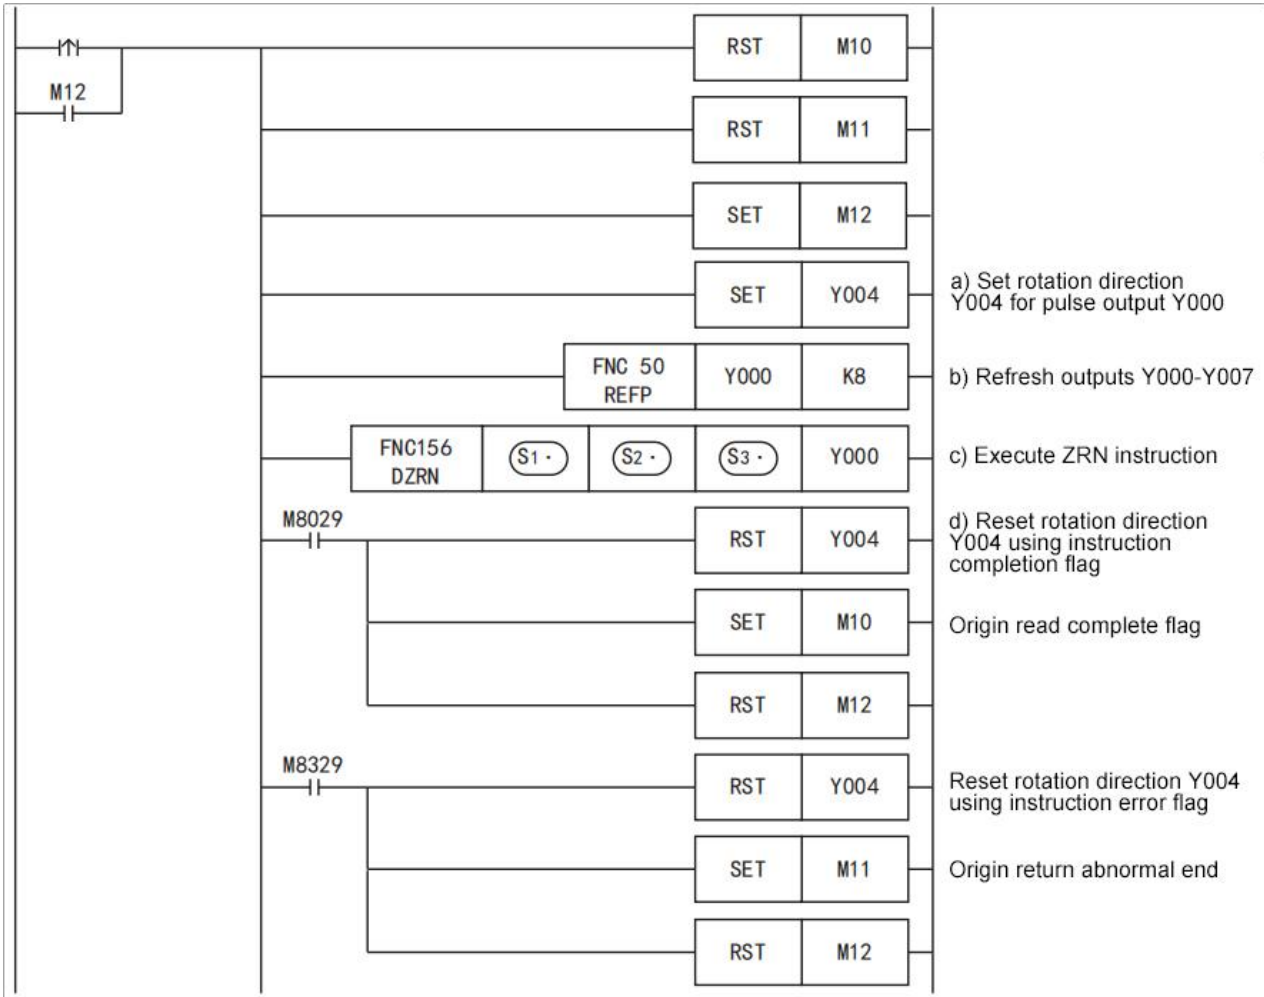 RST M10
M12
RST M11
SET M12
SET Y004
a) Set rotation direction
Y004 for pulse output Y000
FNC 50
REFP
Y000 K8
b) Refresh outputs Y000-Y007
FNC156
DZRN
S1· S2· S3· Y000
c) Execute ZRN instruction
M8029
RST Y004
d) Reset rotation direction
Y004 using instruction
completion flag
SET M10
Origin read complete flag
RST M12
M8329
RST Y004
Reset rotation direction Y004
using instruction error flag
SET M11
Origin return abnormal end
RST M12